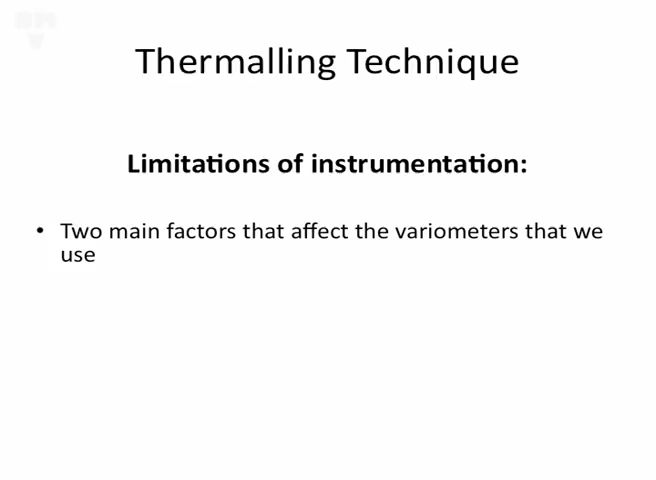 Thermalling Technique
Limitations of instrumentation:
• Two main factors that affect the variometers that we
use